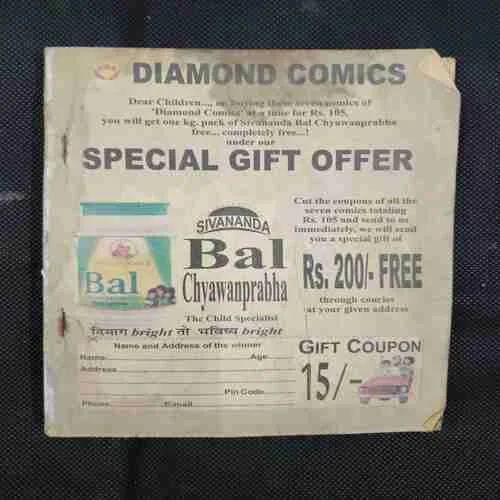 DIAMOND COMICS
Dear Children..., on buying these seven comics of
'Diamond Comics' at a time for Rs. 105,
you will get one kg. pack of Sivananda Bal Chyawanprabha
free... completely free...!
under our
SPECIAL GIFT OFFER
Cut the coupons of all the
seven comics totaling
Rs. 105 and send to us
immediately, we will send
you a special gift of
Rs. 200/- FREE
through couries
at your given address
SIVANANDA
Bal
Chyawanprabha
The Child Specialist
Bal
दिमाग bright तो भविष्य bright
Name and Address of the winner
Name Age
Address
Pin Code
Phone E-mail
GIFT COUPON
15/-